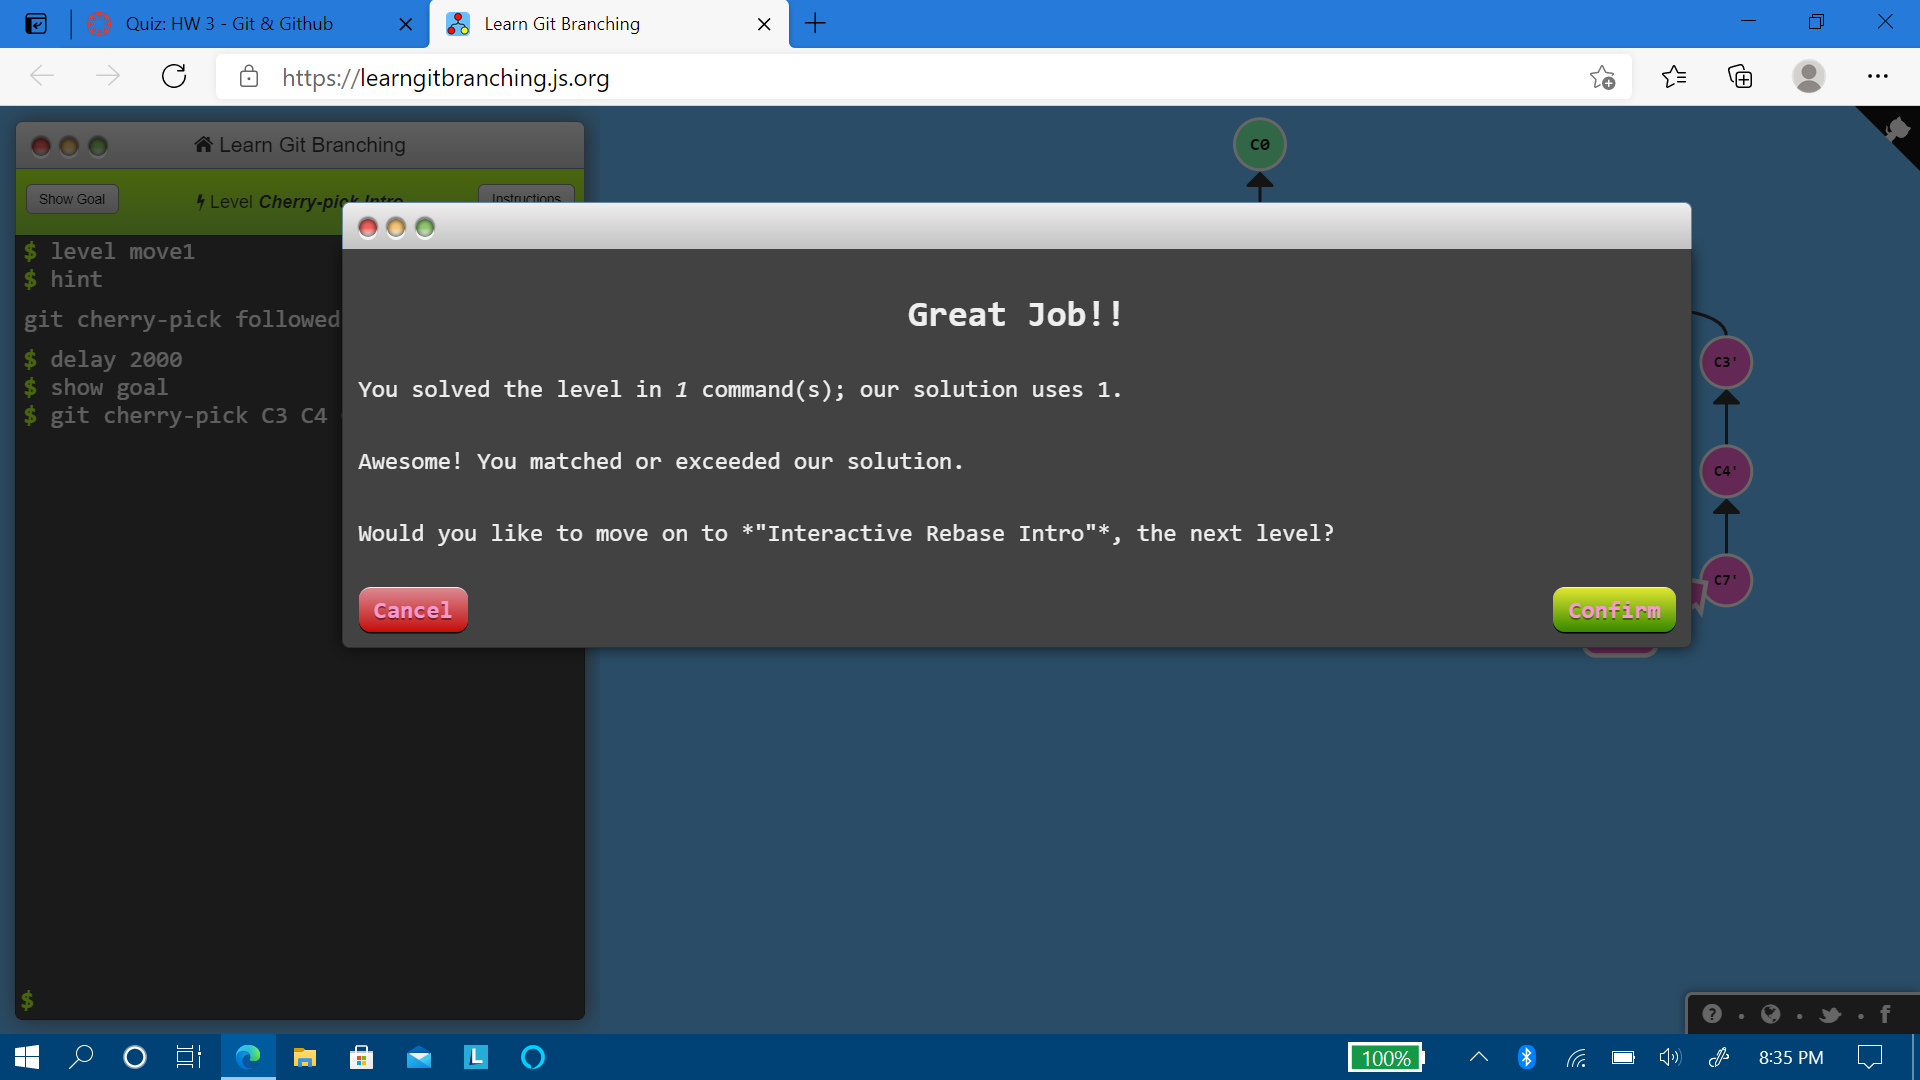 Quiz: HW 3 - Git & Github
Learn Git Branching
https://learngitbranching.js.org
Learn Git Branching
Show Goal
Level Cherry-pick Intro
Instructions
$ level move1
$ hint
git cherry-pick followed
$ delay 2000
$ show goal
$ git cherry-pick C3 C4
$
C0
C3'
C4'
C7'
Great Job!!
You solved the level in 1 command(s); our solution uses 1.
Awesome! You matched or exceeded our solution.
Would you like to move on to *"Interactive Rebase Intro"*, the next level?
Cancel
Confirm
100%
8:35 PM